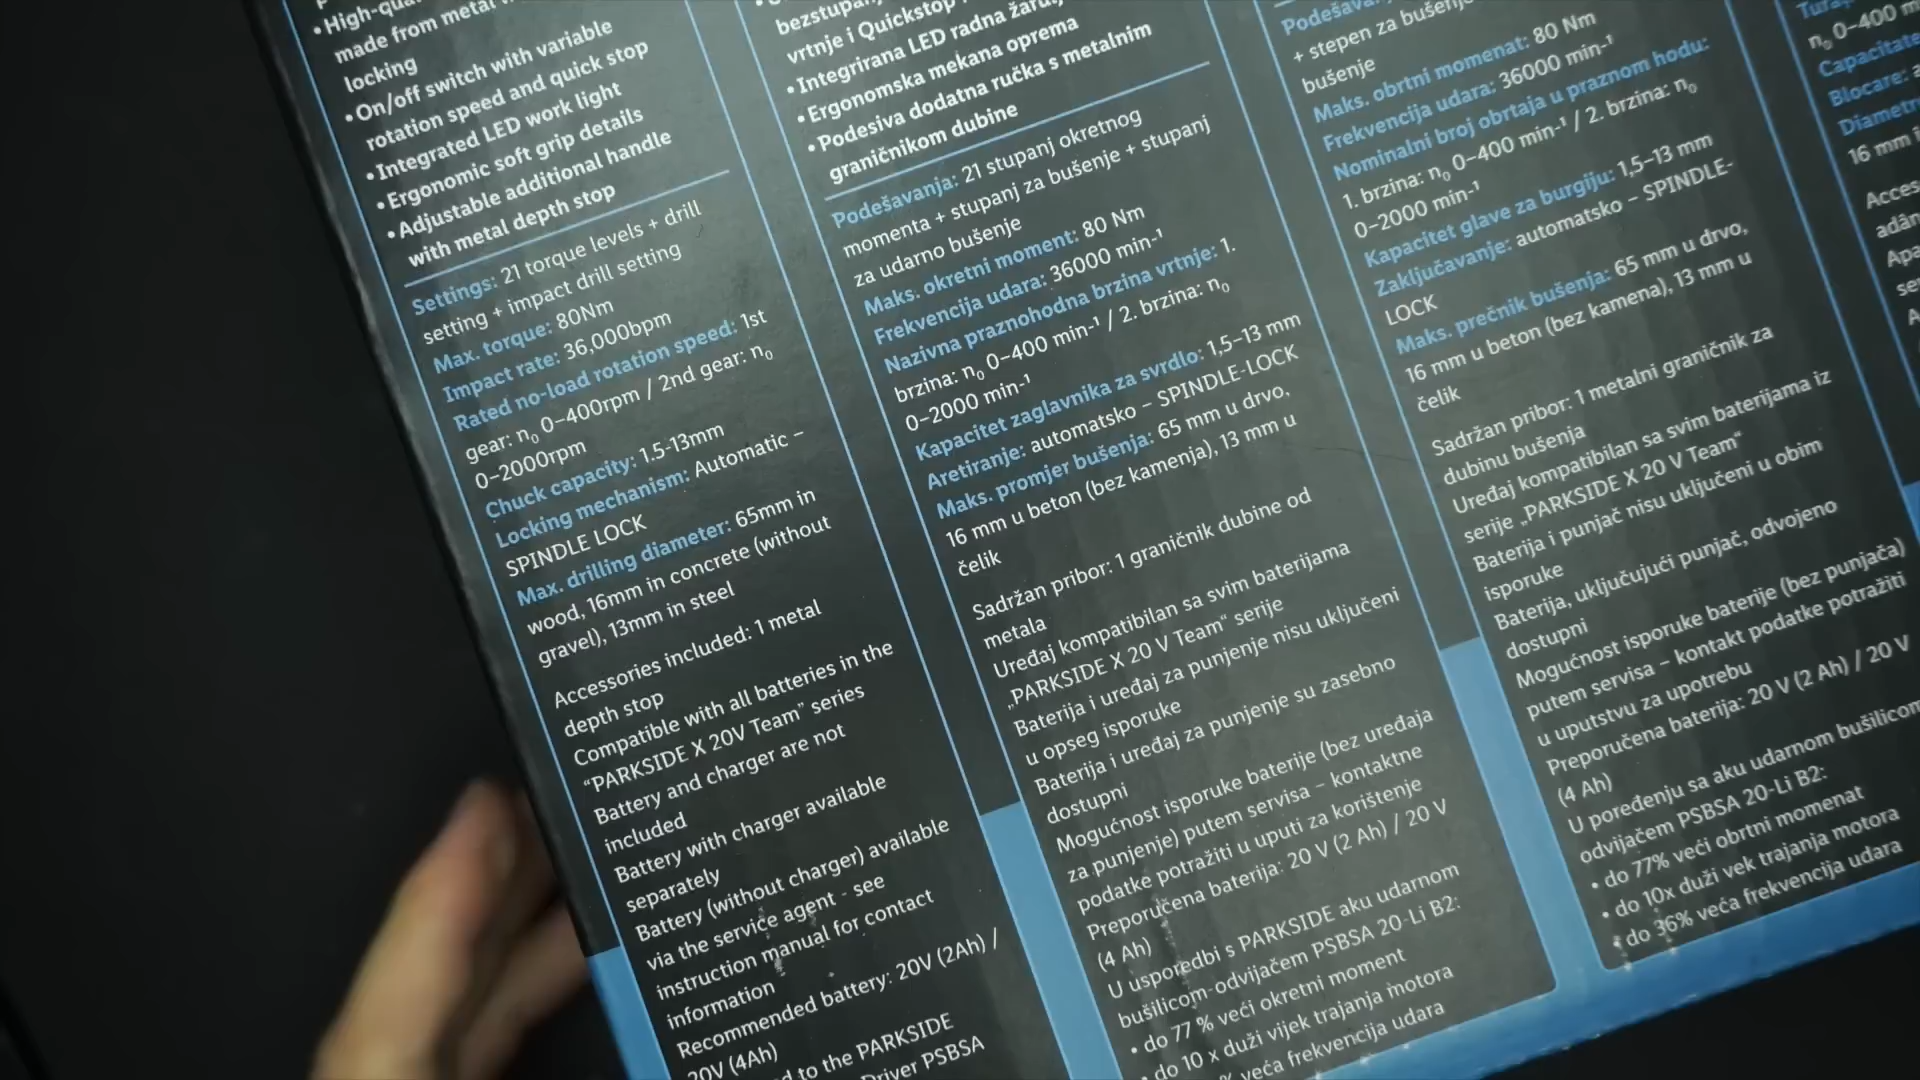 • High-qua
made from metal
locking
• On/off switch with variable
rotation speed and quick stop
• Integrated LED work light
• Ergonomic soft grip details
• Adjustable additional handle
with metal depth stop
Settings: 21 torque levels + drill
setting + impact drill setting
Max. torque: 80Nm
Impact rate: 36,000bpm
Rated no-load rotation speed: 1st
gear: n₀ 0–400rpm / 2nd gear: n₀
0–2000rpm
Chuck capacity: 1.5-13mm
Locking mechanism: Automatic –
SPINDLE LOCK
Max. drilling diameter: 65mm in
wood, 16mm in concrete (without
gravel), 13mm in steel
Accessories included: 1 metal
depth stop
Compatible with all batteries in the
“PARKSIDE X 20V Team” series
Battery and charger are not
included
Battery with charger available
separately
Battery (without charger) available
via the service agent - see
instruction manual for contact
information
Recommended battery: 20V (2Ah) /
20V (4Ah)
d to the PARKSIDE
Driver PSBSA
bezstupanj
vrtnje i Quickstop
• Integrirana LED radna žarulj
• Ergonomska mekana oprema
• Podesiva dodatna ručka s metalnim
graničnikom dubine
Podešavanja: 21 stupanj okretnog
momenta + stupanj za bušenje + stupanj
za udarno bušenje
Maks. okretni moment: 80 Nm
Frekvencija udara: 36000 min-¹
Nazivna praznohodna brzina vrtnje: 1.
brzina: n₀ 0–400 min-¹ / 2. brzina: n₀
0–2000 min-¹
Kapacitet zaglavnika za svrdlo: 1,5–13 mm
Aretiranje: automatsko – SPINDLE-LOCK
Maks. promjer bušenja: 65 mm u drvo,
16 mm u beton (bez kamenja), 13 mm u
čelik
Sadržan pribor: 1 graničnik dubine od
metala
Uređaj kompatibilan sa svim baterijama
„PARKSIDE X 20 V Team“ serije
Baterija i uređaj za punjenje nisu uključeni
u opseg isporuke
Baterija i uređaj za punjenje su zasebno
dostupni
Mogućnost isporuke baterije (bez uređaja
za punjenje) putem servisa – kontaktne
podatke potražiti u uputi za korištenje
Preporučena baterija: 20 V (2 Ah) / 20 V
(4 Ah)
U usporedbi s PARKSIDE aku udarnom
bušilicom-odvijačem PSBSA 20-Li B2:
• do 77 % veći okretni moment
• do 10 x duži vijek trajanja motora
% veća frekvencija udara
Podešavanj
+ stepen za bušenje
bušenje
Maks. obrtni momenat: 80 Nm
Frekvencija udara: 36000 min-¹
Nominalni broj obrtaja u praznom hodu:
1. brzina: n₀ 0–400 min-¹ / 2. brzina: n₀
0–2000 min-¹
Kapacitet glave za burgiju: 1,5–13 mm
Zaključavanje: automatsko – SPINDLE-
LOCK
Maks. prečnik bušenja: 65 mm u drvo,
16 mm u beton (bez kamena), 13 mm u
čelik
Sadržan pribor: 1 metalni graničnik za
dubinu bušenja
Uređaj kompatibilan sa svim baterijama iz
serije „PARKSIDE X 20 V Team“
Baterija i punjač nisu uključeni u obim
isporuke
Baterija, uključujući punjač, odvojeno
dostupni
Mogućnost isporuke baterije (bez punjača)
putem servisa – kontakt podatke potražiti
u uputstvu za upotrebu
Preporučena baterija: 20 V (2 Ah) / 20 V
(4 Ah)
U poređenju sa aku udarnom bušilicom
odvijačem PSBSA 20-Li B2:
• do 77% veći obrtni momenat
• do 10x duži vek trajanja motora
• do 36% veća frekvencija udara
Tura
n₀ 0–400 m
Capacitate
Blocare: a
Diametru
16 mm î
Acces
adân
Apa
ser